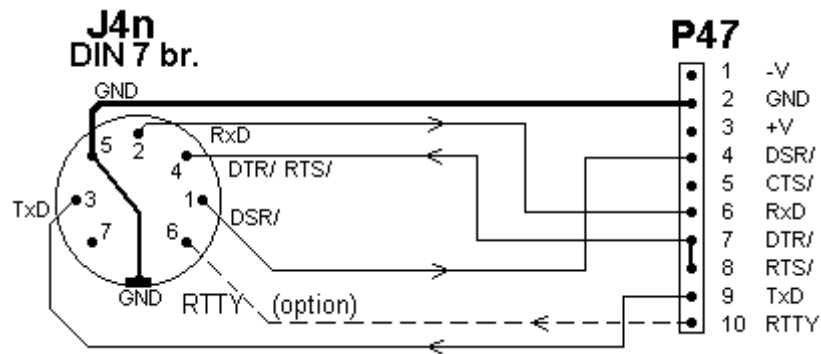 J4n
DIN 7 br.
P47
GND
1 -V
2 GND
3 +V
4 DSR/
5 CTS/
6 RxD
7 DTR/
8 RTS/
9 TxD
10 RTTY
5
2
RxD
4
DTR/ RTS/
TxD
3
1
DSR/
7
6
GND
RTTY (option)